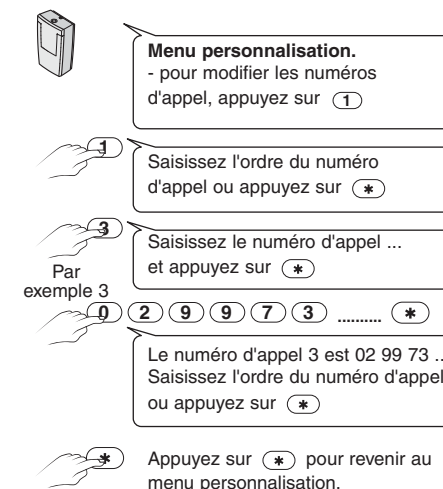 Menu personnalisation.
- pour modifier les numéros
d'appel, appuyez sur 1
1
Saisissez l'ordre du numéro
d'appel ou appuyez sur *
3
Par
exemple 3
Saisissez le numéro d'appel ...
et appuyez sur *
0 2 9 9 7 3 .......... *
Le numéro d'appel 3 est 02 99 73 ..
Saisissez l'ordre du numéro d'appel
ou appuyez sur *
*
Appuyez sur * pour revenir au
menu personnalisation.